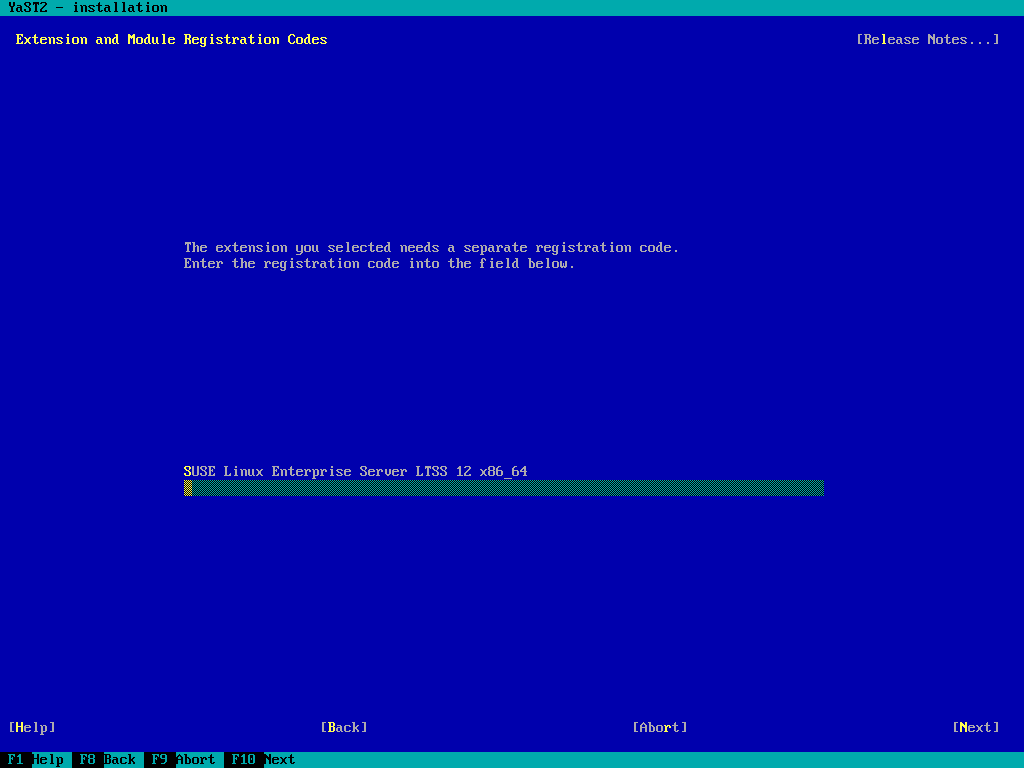 YaST2 - installation
Extension and Module Registration Codes [Release Notes...]
The extension you selected needs a separate registration code.
Enter the registration code into the field below.
SUSE Linux Enterprise Server LTSS 12 x86_64
[Help] [Back] [Abort] [Next]
F1 Help F8 Back F9 Abort F10 Next